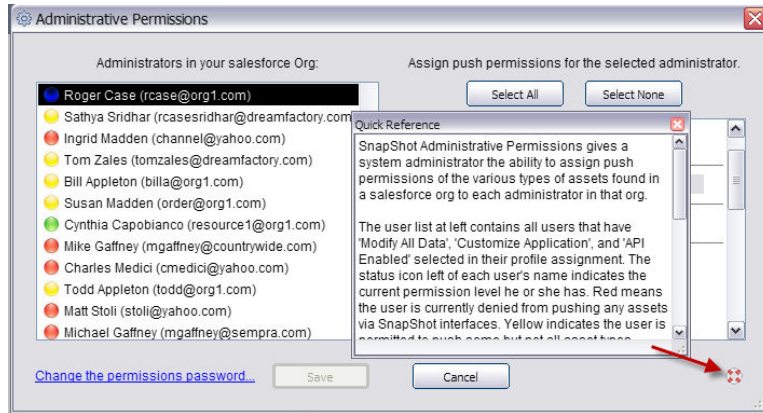 Administrative Permissions
Administrators in your salesforce Org:
Assign push permissions for the selected administrator.
Select All
Select None
Roger Case (rcase@org1.com)
Sathya Sridhar (rcasesridhar@dreamfactory.com
Ingrid Madden (channel@yahoo.com)
Tom Zales (tomzales@dreamfactory.com)
Bill Appleton (billa@org1.com)
Susan Madden (order@org1.com)
Cynthia Capobianco (resource1@org1.com)
Mike Gaffney (mgaffney@countrywide.com)
Charles Medici (cmedici@yahoo.com)
Todd Appleton (todd@org1.com)
Matt Stoli (stoli@yahoo.com)
Michael Gaffney (mgaffney@sempra.com)
Quick Reference
SnapShot Administrative Permissions gives a
system administrator the ability to assign push
permissions of the various types of assets found in
a salesforce org to each administrator in that org.
The user list at left contains all users that have
'Modify All Data', 'Customize Application', and 'API
Enabled' selected in their profile assignment. The
status icon left of each user's name indicates the
current permission level he or she has. Red means
the user is currently denied from pushing any assets
via SnapShot interfaces. Yellow indicates the user is
permitted to push some but not all asset types
Change the permissions password...
Save
Cancel